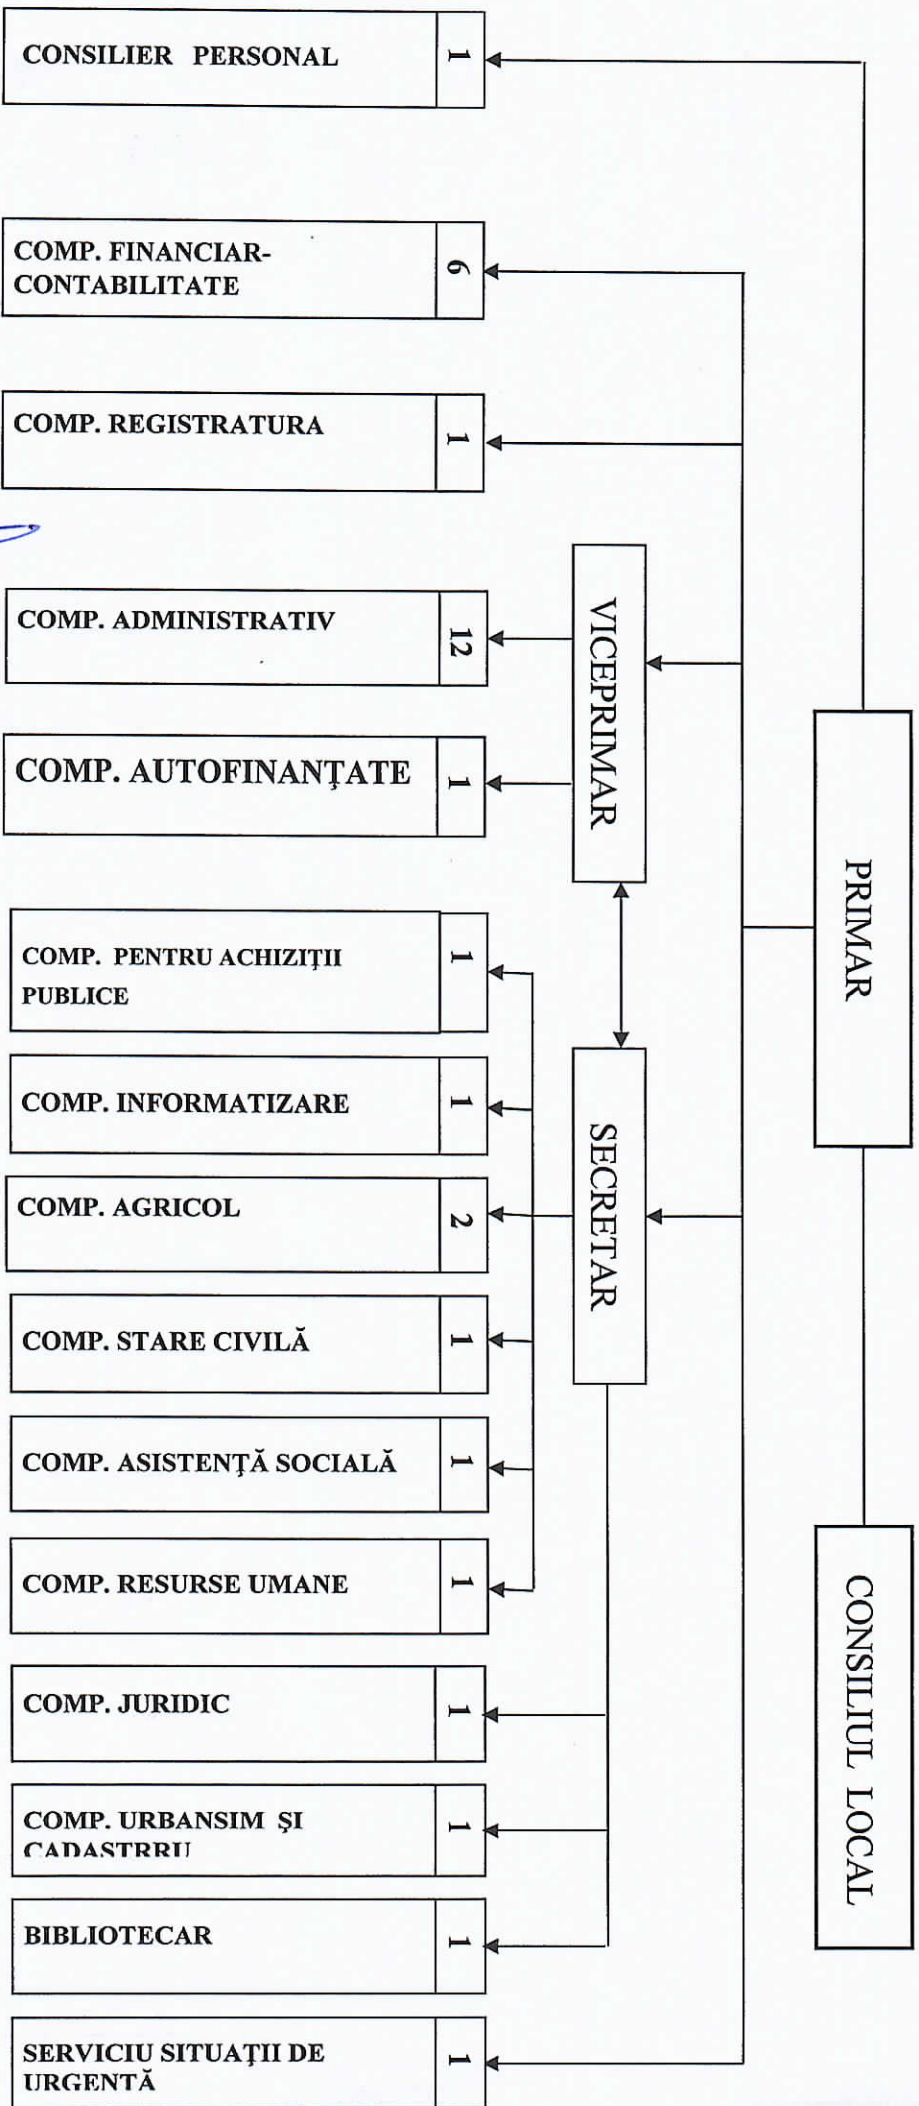 CONSILIUL LOCAL
PRIMAR
VICEPRIMAR
SECRETAR
CONSILIER PERSONAL
1
COMP. FINANCIAR-
CONTABILITATE
6
COMP. REGISTRATURA
1
COMP. ADMINISTRATIV
12
COMP. AUTOFINANŢATE
1
COMP. PENTRU ACHIZIŢII
PUBLICE
1
COMP. INFORMATIZARE
1
COMP. AGRICOL
2
COMP. STARE CIVILĂ
1
COMP. ASISTENŢĂ SOCIALĂ
1
COMP. RESURSE UMANE
1
COMP. JURIDIC
1
COMP. URBANSIM ŞI
CADASTRRU
1
BIBLIOTECAR
1
SERVICIU SITUAŢII DE
URGENTĂ
1